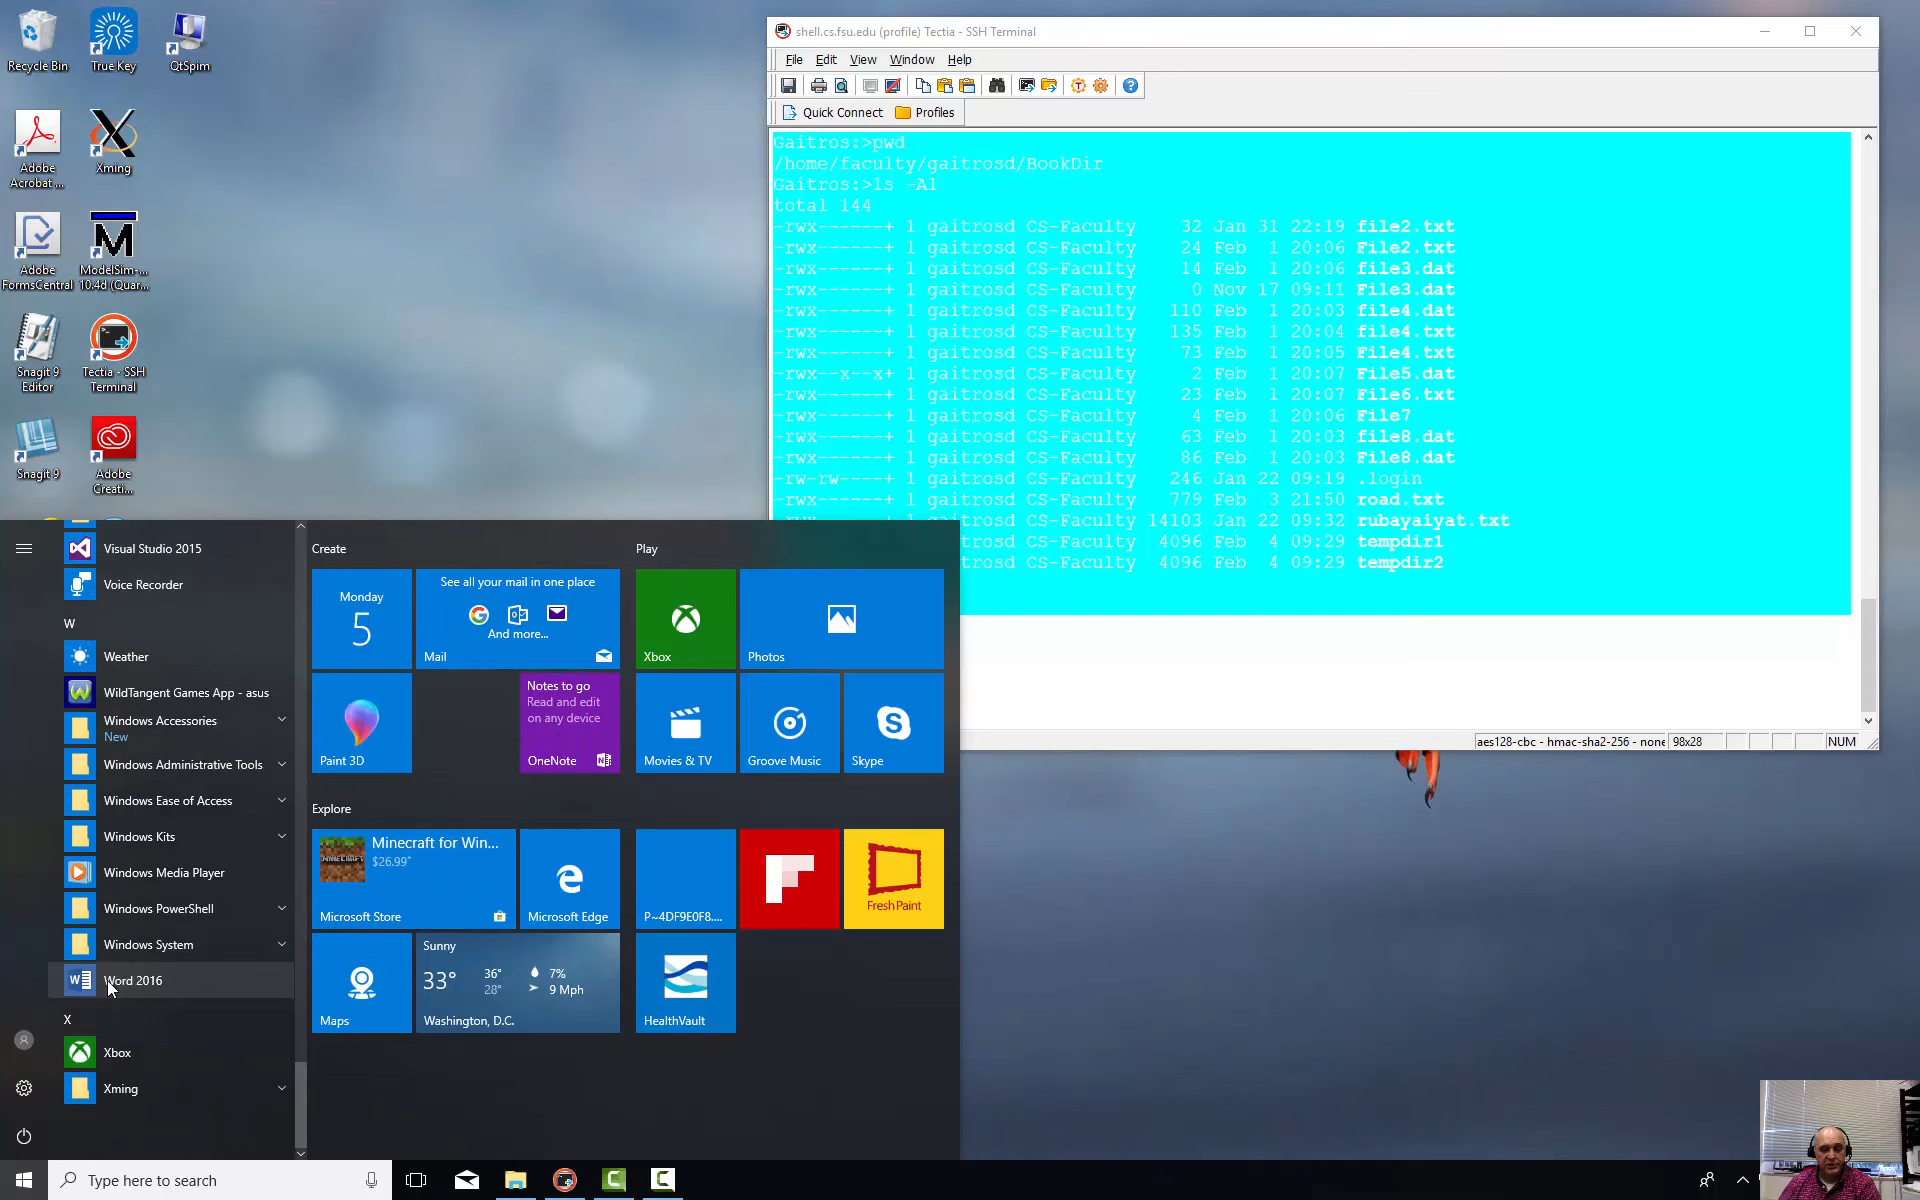 Recycle Bin
True Key
QtSpim
Adobe
Acrobat ...
Xming
Adobe
FormsCentral
ModelSim-...
10.4d (Quar...
Snagit 9
Editor
Tectia - SSH
Terminal
Snagit 9
Adobe
Creati...
shell.cs.fsu.edu (profile) Tectia - SSH Terminal
File Edit View Window Help
Quick Connect Profiles
Gaitros:>pwd
/home/faculty/gaitrosd/BookDir
Gaitros:>ls -Al
total 144
-rwx------+ 1 gaitrosd CS-Faculty 32 Jan 31 22:19 file2.txt
-rwx------+ 1 gaitrosd CS-Faculty 24 Feb 1 20:06 File2.txt
-rwx------+ 1 gaitrosd CS-Faculty 14 Feb 1 20:06 file3.dat
-rwx------+ 1 gaitrosd CS-Faculty 0 Nov 17 09:11 File3.dat
-rwx------+ 1 gaitrosd CS-Faculty 110 Feb 1 20:03 file4.dat
-rwx------+ 1 gaitrosd CS-Faculty 135 Feb 1 20:04 file4.txt
-rwx------+ 1 gaitrosd CS-Faculty 73 Feb 1 20:05 File4.txt
-rwx--x--x+ 1 gaitrosd CS-Faculty 2 Feb 1 20:07 File5.dat
-rwx------+ 1 gaitrosd CS-Faculty 23 Feb 1 20:07 File6.txt
-rwx------+ 1 gaitrosd CS-Faculty 4 Feb 1 20:06 File7
-rwx------+ 1 gaitrosd CS-Faculty 63 Feb 1 20:03 file8.dat
-rwx------+ 1 gaitrosd CS-Faculty 86 Feb 1 20:03 File8.dat
-rw-rw----+ 1 gaitrosd CS-Faculty 246 Jan 22 09:19 .login
-rwx------+ 1 gaitrosd CS-Faculty 779 Feb 3 21:50 road.txt
1 gaitrosd CS-Faculty 14103 Jan 22 09:32 rubayaiyat.txt
trosd CS-Faculty 4096 Feb 4 09:29 tempdir1
trosd CS-Faculty 4096 Feb 4 09:29 tempdir2
aes128-cbc - hmac-sha2-256 - none 98x28 NUM
Visual Studio 2015
Voice Recorder
W
Weather
WildTangent Games App - asus
Windows Accessories
New
Windows Administrative Tools
Windows Ease of Access
Windows Kits
Windows Media Player
Windows PowerShell
Windows System
Word 2016
X
Xbox
Xming
Create
Monday
5
See all your mail in one place
And more...
Mail
Paint 3D
Notes to go
Read and edit
on any device
OneNote
Play
Xbox
Photos
Movies & TV
Groove Music
Skype
Explore
MINECRAFT
Minecraft for Win...
$26.99*
Microsoft Store
Microsoft Edge
P~4DF9E0F8....
Fresh Paint
Maps
Sunny
33° 36° 7%
28° 9 Mph
Washington, D.C.
HealthVault
Type here to search